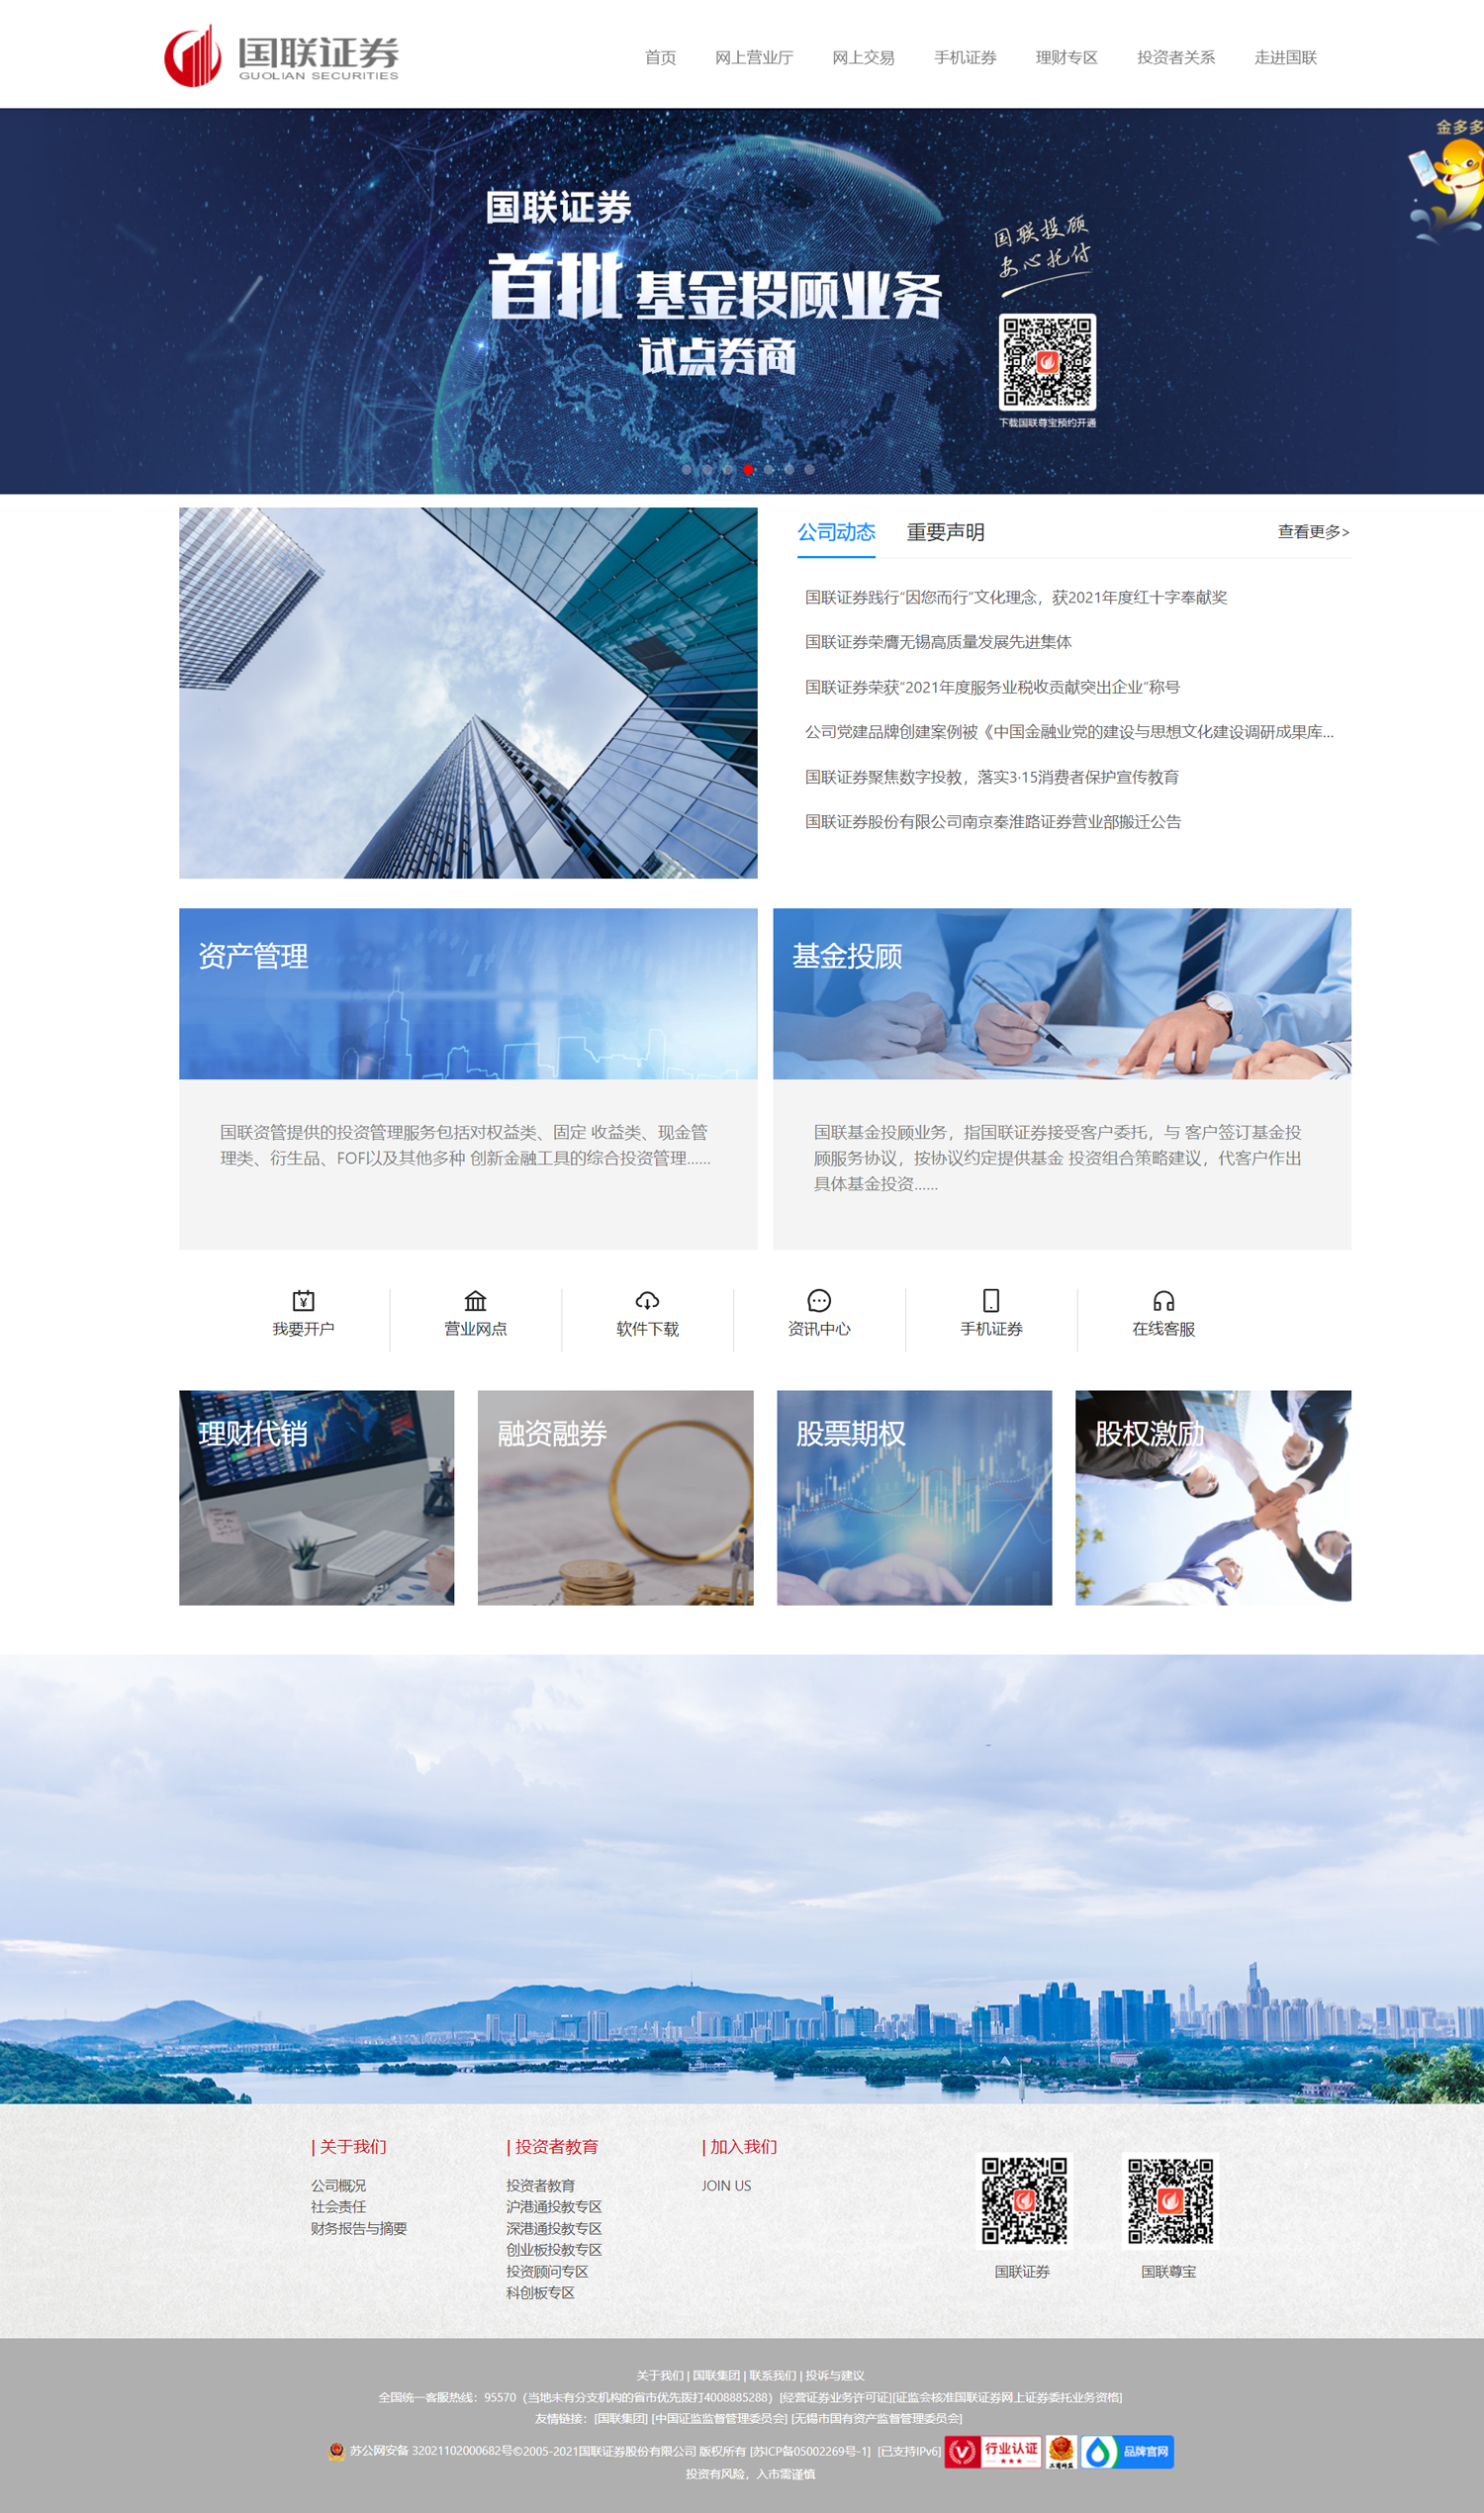 国联证券
GUOLIAN SECURITIES
首页 网上营业厅 网上交易 手机证券 理财专区 投资者关系 走进国联
金多多
国联证券
首批 基金投顾业务
试点券商
国联投顾
安心托付
下载国联尊宝预约开通
公司动态 重要声明 查看更多>
国联证券践行“因您而行”文化理念，获2021年度红十字奉献奖
国联证券荣膺无锡高质量发展先进集体
国联证券荣获“2021年度服务业税收贡献突出企业”称号
公司党建品牌创建案例被《中国金融业党的建设与思想文化建设调研成果库...
国联证券聚焦数字投教，落实3·15消费者保护宣传教育
国联证券股份有限公司南京秦淮路证券营业部搬迁公告
资产管理
国联资管提供的投资管理服务包括对权益类、固定 收益类、现金管
理类、衍生品、FOF以及其他多种 创新金融工具的综合投资管理......
基金投顾
国联基金投顾业务，指国联证券接受客户委托，与 客户签订基金投
顾服务协议，按协议约定提供基金 投资组合策略建议，代客户作出
具体基金投资......
我要开户 营业网点 软件下载 资讯中心 手机证券 在线客服
理财代销 融资融券 股票期权 股权激励
| 关于我们
公司概况
社会责任
财务报告与摘要
| 投资者教育
投资者教育
沪港通投教专区
深港通投教专区
创业板投教专区
投资顾问专区
科创板专区
| 加入我们
JOIN US
国联证券 国联尊宝
关于我们 | 国联集团 | 联系我们 | 投诉与建议
全国统一客服热线：95570（当地未有分支机构的省市优先拨打4008885288）[经营证券业务许可证][证监会核准国联证券网上证券委托业务资格]
友情链接：[国联集团] [中国证监监督管理委员会] [无锡市国有资产监督管理委员会]
苏公网安备 32021102000682号©2005-2021国联证券股份有限公司 版权所有 [苏ICP备05002269号-1] [已支持IPv6] 行业认证 工商网监 品牌官网
投资有风险，入市需谨慎